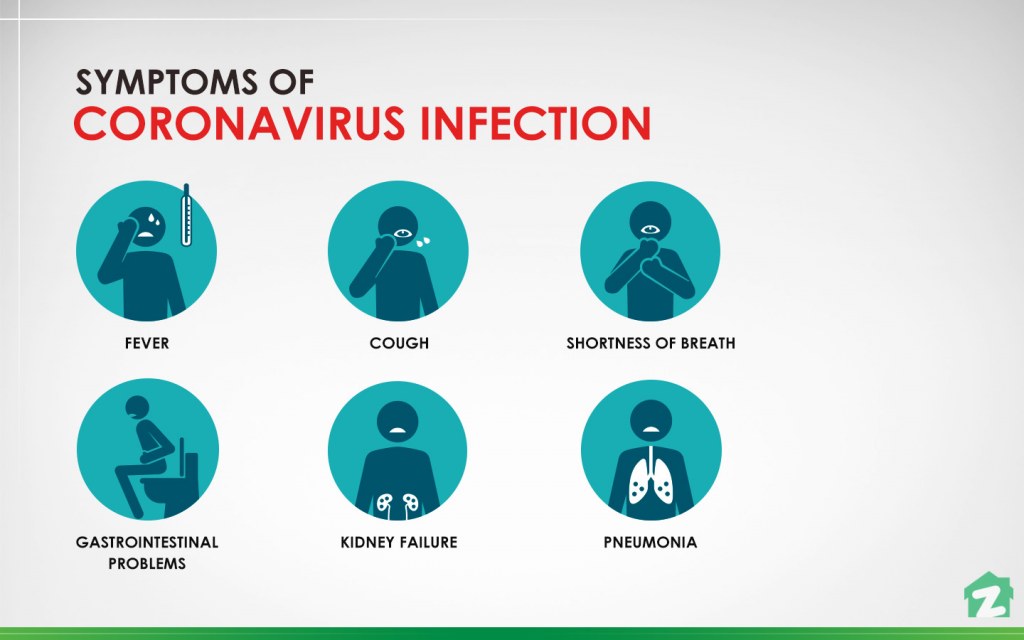 SYMPTOMS OF
CORONAVIRUS INFECTION
FEVER
COUGH
SHORTNESS OF BREATH
GASTROINTESTINAL
PROBLEMS
KIDNEY FAILURE
PNEUMONIA
Z